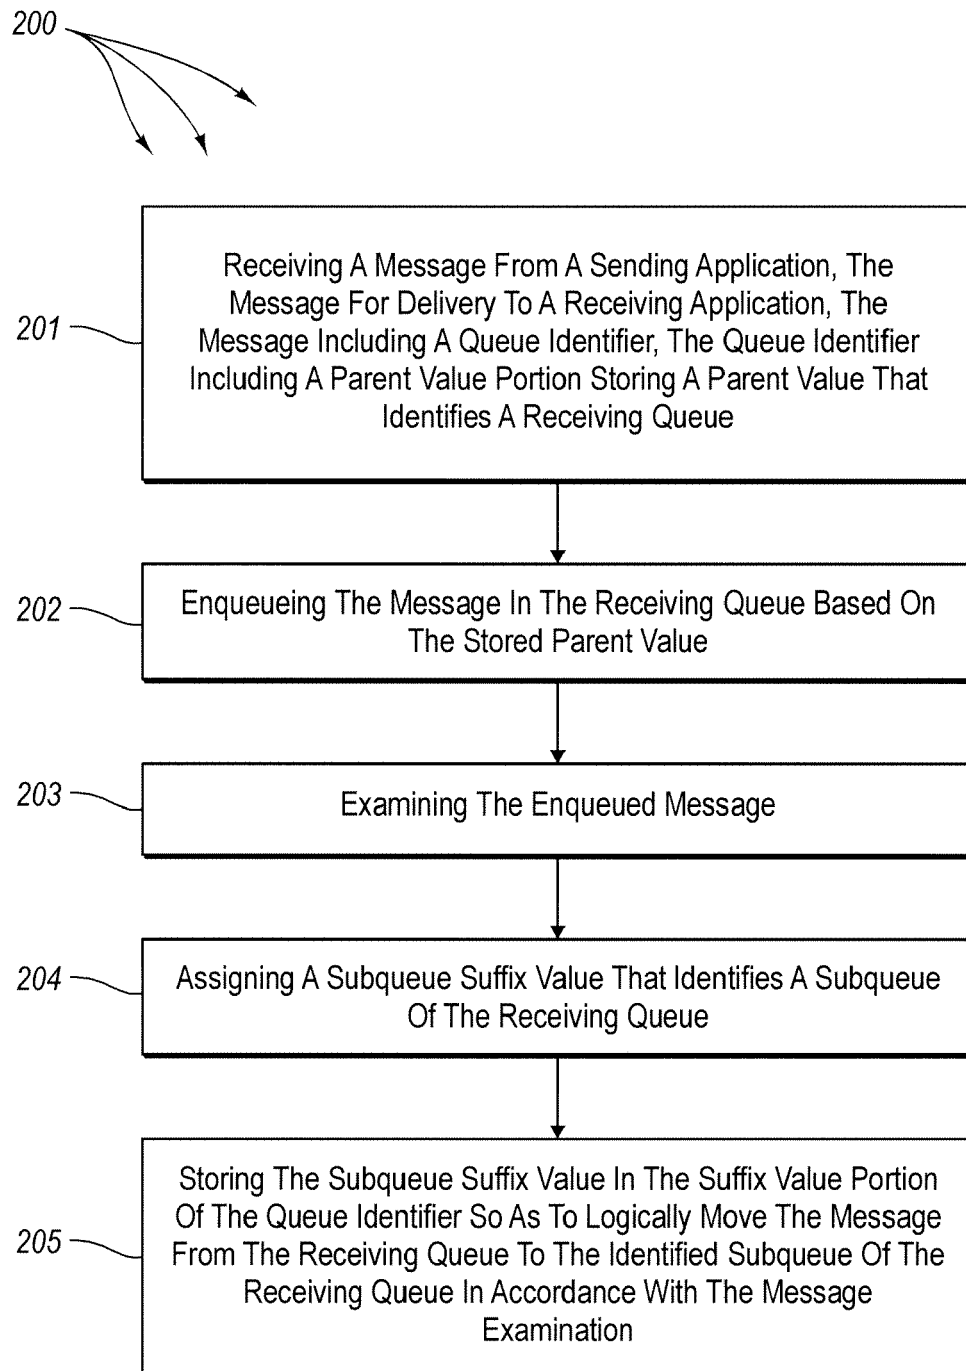 200
201
Receiving A Message From A Sending Application, The
Message For Delivery To A Receiving Application, The
Message Including A Queue Identifier, The Queue Identifier
Including A Parent Value Portion Storing A Parent Value That
Identifies A Receiving Queue
202
Enqueueing The Message In The Receiving Queue Based On
The Stored Parent Value
203
Examining The Enqueued Message
204
Assigning A Subqueue Suffix Value That Identifies A Subqueue
Of The Receiving Queue
205
Storing The Subqueue Suffix Value In The Suffix Value Portion
Of The Queue Identifier So As To Logically Move The Message
From The Receiving Queue To The Identified Subqueue Of The
Receiving Queue In Accordance With The Message
Examination